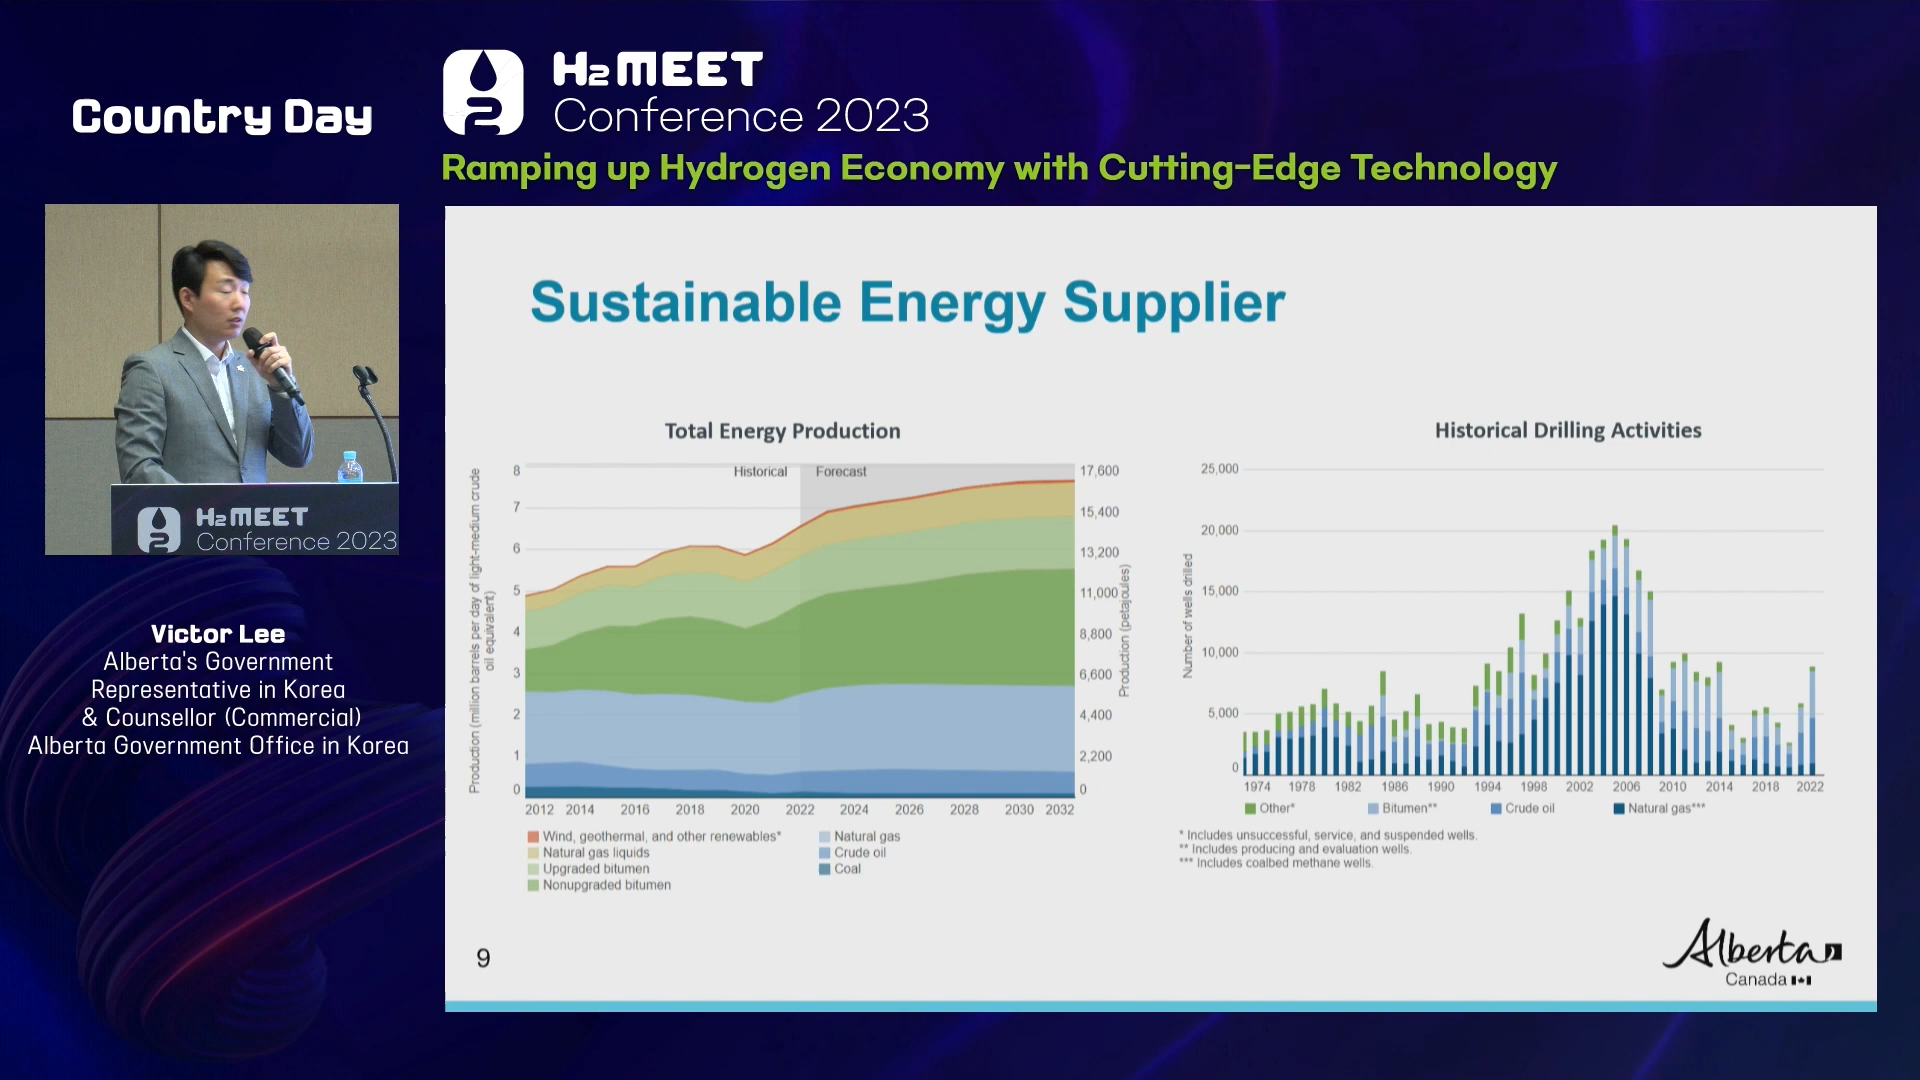 Country Day
H2 MEET
Conference 2023
Ramping up Hydrogen Economy with Cutting-Edge Technology
H2 MEET
Conference 2023
Victor Lee
Alberta's Government
Representative in Korea
& Counsellor (Commercial)
Alberta Government Office in Korea
Sustainable Energy Supplier
Total Energy Production
Historical
Forecast
Production (million barrels per day of light-medium crude
oil equivalent)
8
7
6
5
4
3
2
1
0
17,600
15,400
13,200
11,000
8,800
6,600
4,400
2,200
0
Production (petajoules)
2012 2014 2016 2018 2020 2022 2024 2026 2028 2030 2032
Wind, geothermal, and other renewables*
Natural gas liquids
Upgraded bitumen
Nonupgraded bitumen
Natural gas
Crude oil
Coal
Historical Drilling Activities
Number of wells drilled
25,000
20,000
15,000
10,000
5,000
0
1974 1978 1982 1986 1990 1994 1998 2002 2006 2010 2014 2018 2022
Other*
Bitumen**
Crude oil
Natural gas***
* Includes unsuccessful, service, and suspended wells.
** Includes producing and evaluation wells.
*** Includes coalbed methane wells.
9
Alberta
Canada